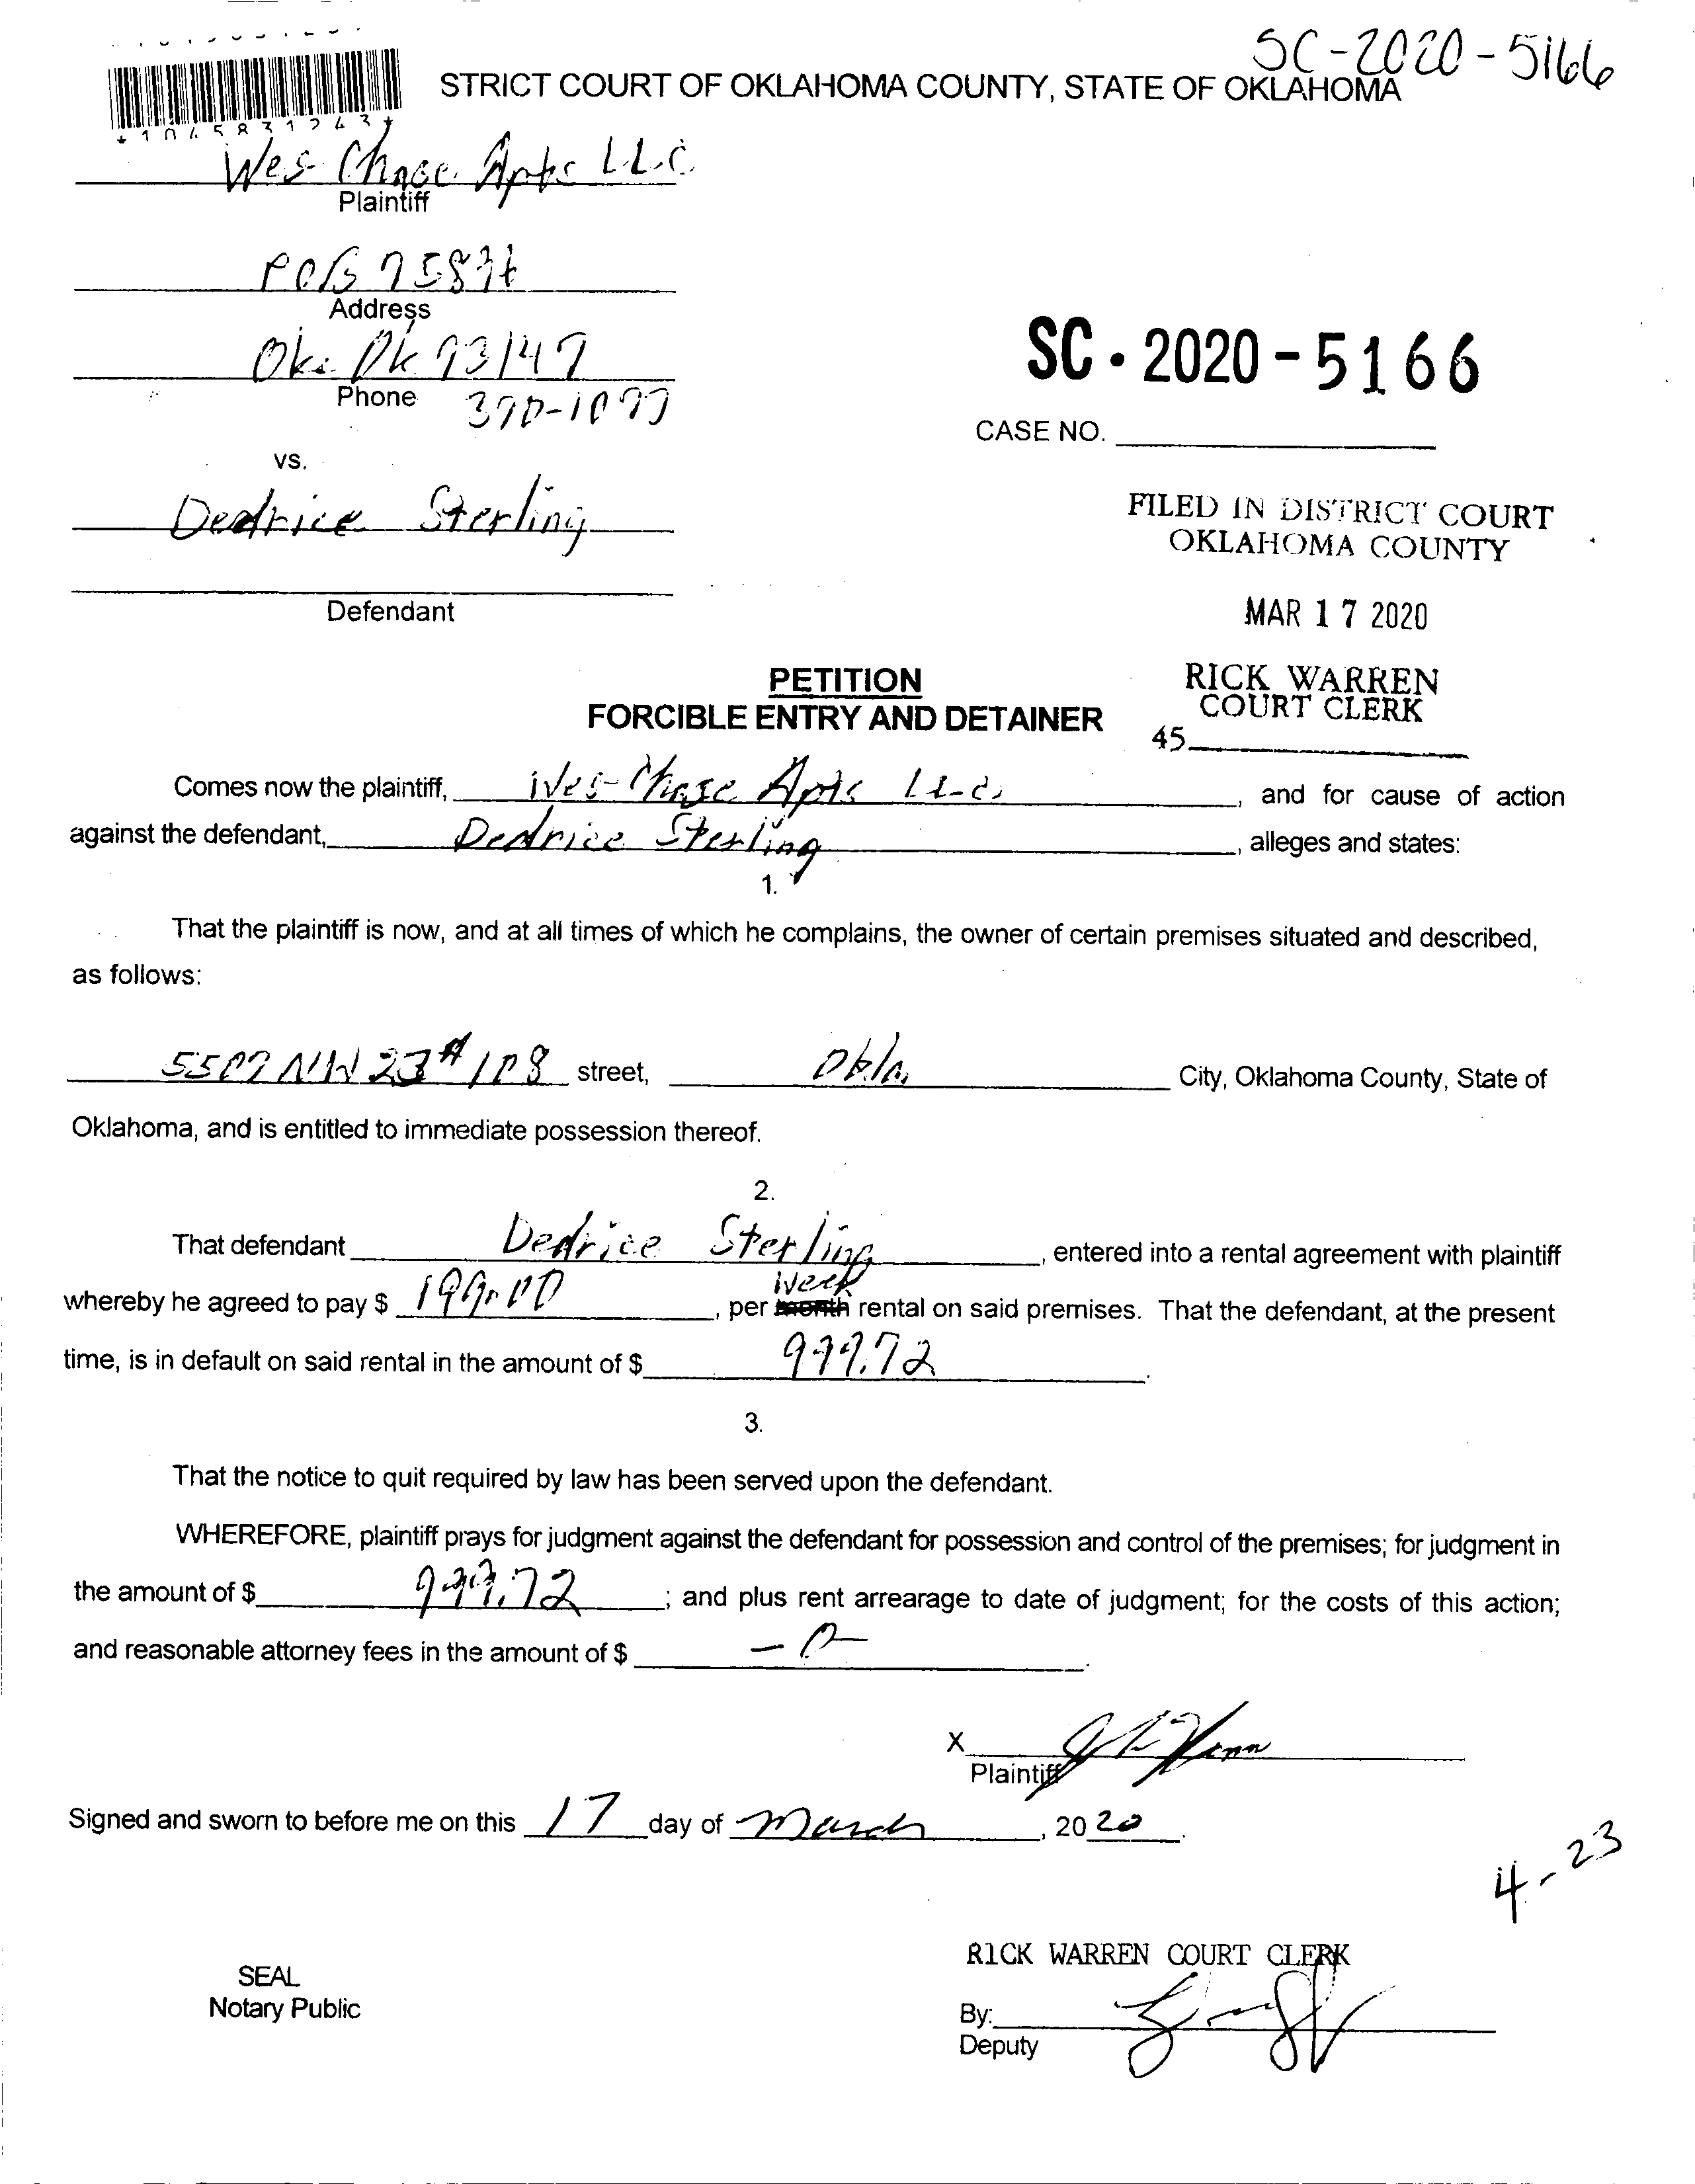 SC-2020-5166
STRICT COURT OF OKLAHOMA COUNTY, STATE OF OKLAHOMA
*1045831243*
Wes Chase Apts LLC
Plaintiff
POB 75
Address
Ok 73147
Phone
vs.
Dedrice Sterling
Defendant
SC - 2020 - 5166
CASE NO.
FILED IN DISTRICT COURT
OKLAHOMA COUNTY
MAR 17 2020
RICK WARREN
COURT CLERK
45
PETITION
FORCIBLE ENTRY AND DETAINER
Comes now the plaintiff, Wes Chase Apts LLC, and for cause of action
against the defendant, Dedrice Sterling, alleges and states:
1.
That the plaintiff is now, and at all times of which he complains, the owner of certain premises situated and described,
as follows:
5507 NW 23 # 108 street, Okla. City, Oklahoma County, State of
Oklahoma, and is entitled to immediate possession thereof.
2.
That defendant Dedrice Sterling, entered into a rental agreement with plaintiff
whereby he agreed to pay $ 199.00, per month week rental on said premises. That the defendant, at the present
time, is in default on said rental in the amount of $
3.
That the notice to quit required by law has been served upon the defendant.
WHEREFORE, plaintiff prays for judgment against the defendant for possession and control of the premises; for judgment in
the amount of $ ; and plus rent arrearage to date of judgment; for the costs of this action;
and reasonable attorney fees in the amount of $ -0-.
X
Plaintiff
Signed and sworn to before me on this 17 day of March, 2020.
4-23
RICK WARREN COURT CLERK
SEAL
Notary Public
By:
Deputy